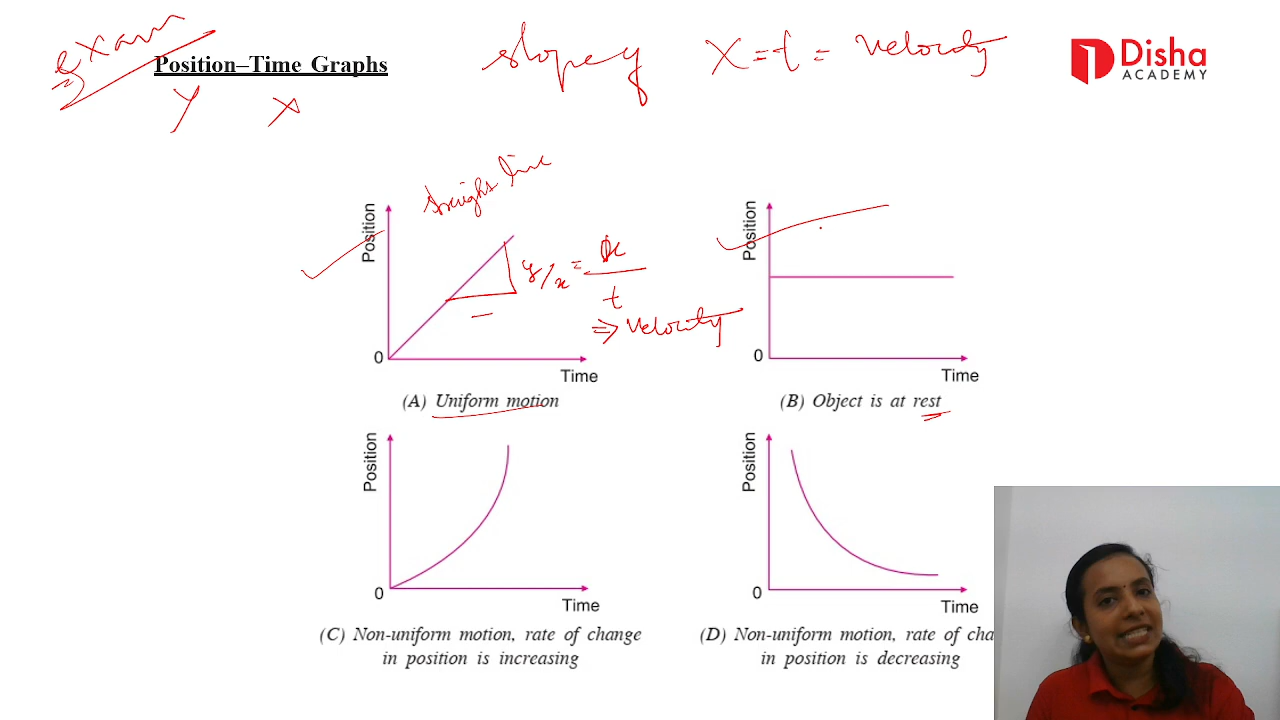 Exam
slope of x-t = velocity
Disha
ACADEMY
Position–Time Graphs
Y X
Straight line
Position
y/x = x/t
⇒ velocity
0
Time
(A) Uniform motion
Position
0
Time
(B) Object is at rest
Position
0
Time
(C) Non-uniform motion, rate of change
in position is increasing
Position
0
Time
(D) Non-uniform motion, rate of cha
in position is decreasing